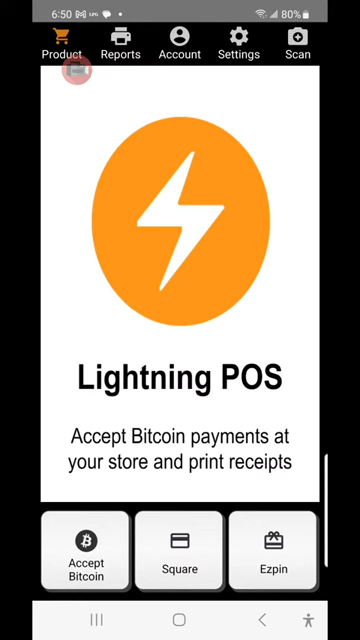 6:50 LPG 80%
Product Reports Account Settings Scan
Lightning POS
Accept Bitcoin payments at
your store and print receipts
Accept
Bitcoin
Square
Ezpin